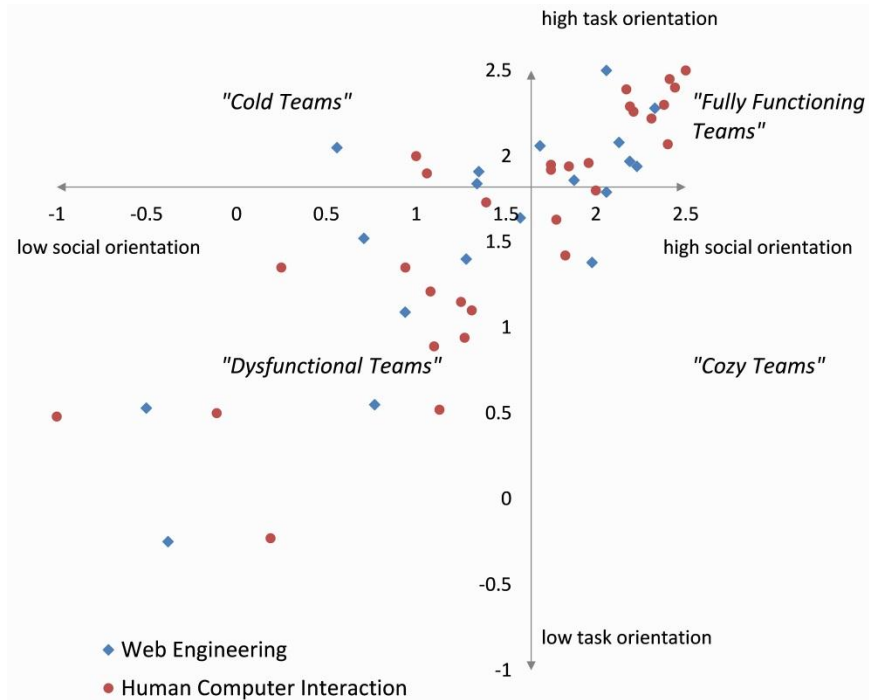 high task orientation
2.5
"Cold Teams"
"Fully Functioning
Teams"
2
-1 -0.5 0 0.5 1 1.5 2 2.5
low social orientation
1.5
high social orientation
1
"Dysfunctional Teams"
"Cozy Teams"
0.5
0
-0.5
low task orientation
-1
Web Engineering
Human Computer Interaction